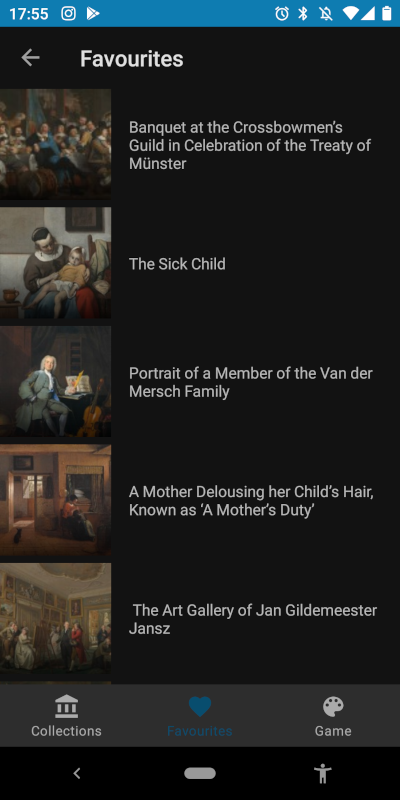 17:55
Favourites
Banquet at the Crossbowmen’s
Guild in Celebration of the Treaty of
Münster
The Sick Child
Portrait of a Member of the Van der
Mersch Family
A Mother Delousing her Child’s Hair,
Known as ‘A Mother’s Duty’
The Art Gallery of Jan Gildemeester
Jansz
Collections
Favourites
Game